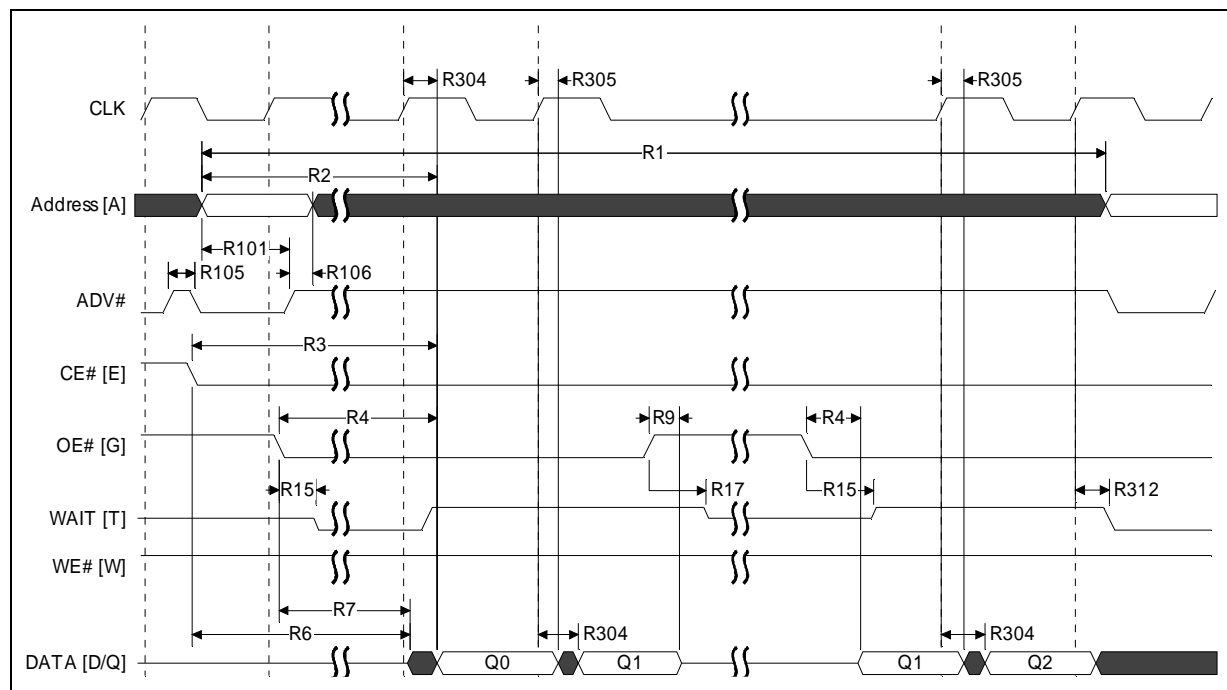 R304
R305
R305
CLK
R1
R2
Address [A]
R101
R105
R106
ADV#
R3
CE# [E]
R4
R9
R4
OE# [G]
R15
R17
R15
R312
WAIT [T]
WE# [W]
R7
R6
R304
R304
DATA [D/Q]
Q0
Q1
Q1
Q2